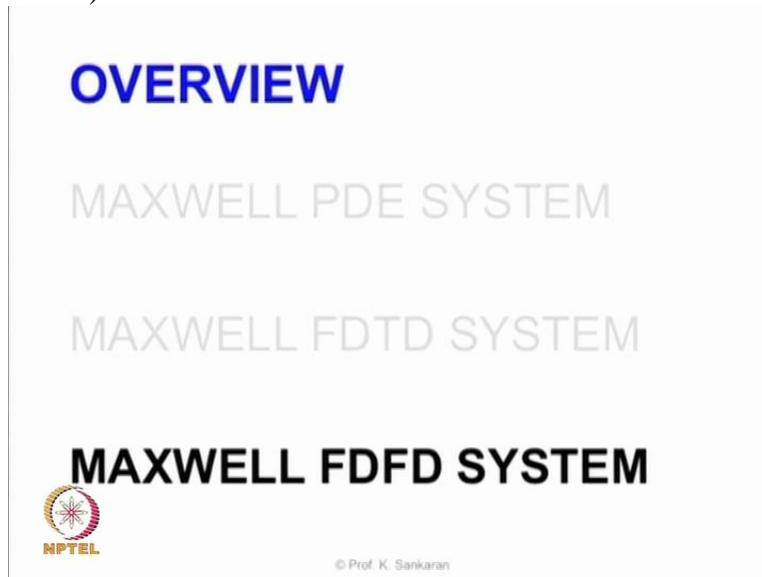 OVERVIEW
MAXWELL PDE SYSTEM
MAXWELL FDTD SYSTEM
MAXWELL FDFD SYSTEM
NPTEL
© Prof. K. Sankaran